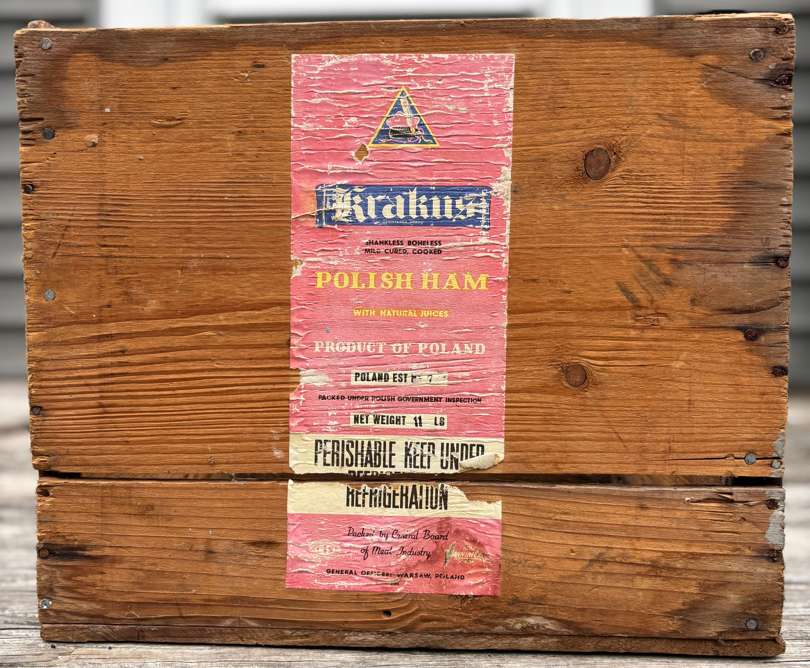 Krakus
SHANKLESS BONELESS
MILD CURED, COOKED
POLISH HAM
WITH NATURAL JUICES
PRODUCT OF POLAND
POLAND EST
PACKED UNDER POLISH GOVERNMENT INSPECTION
NET WEIGHT 11 LB
PERISHABLE KEEP UNDER
REFRIGERATION
Packed by Central Board
of Meat Industry
GENERAL OFFICE: WARSAW, POLAND